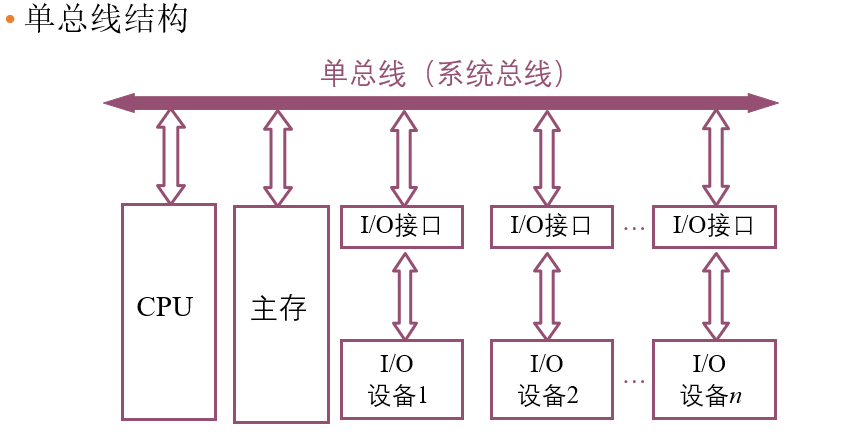 • 单总线结构
单总线（系统总线）
I/O接口
I/O接口
…
I/O接口
CPU
主存
I/O
设备1
I/O
设备2
…
I/O
设备n